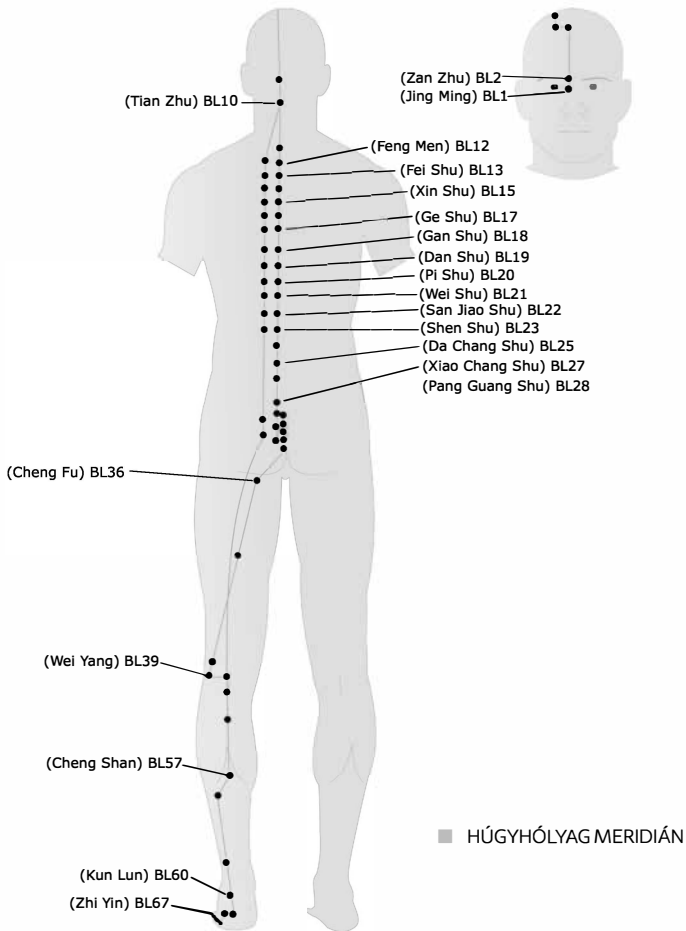 (Zan Zhu) BL2
(Jing Ming) BL1
(Tian Zhu) BL10
(Feng Men) BL12
(Fei Shu) BL13
(Xin Shu) BL15
(Ge Shu) BL17
(Gan Shu) BL18
(Dan Shu) BL19
(Pi Shu) BL20
(Wei Shu) BL21
(San Jiao Shu) BL22
(Shen Shu) BL23
(Da Chang Shu) BL25
(Xiao Chang Shu) BL27
(Pang Guang Shu) BL28
(Cheng Fu) BL36
(Wei Yang) BL39
(Cheng Shan) BL57
HÚGYHÓLYAG MERIDIÁN
(Kun Lun) BL60
(Zhi Yin) BL67